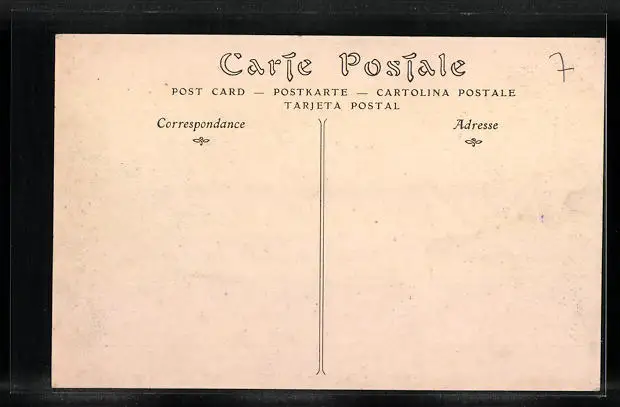 Carte Postale
7
POST CARD — POSTKARTE — CARTOLINA POSTALE
TARJETA POSTAL
Correspondance
Adresse